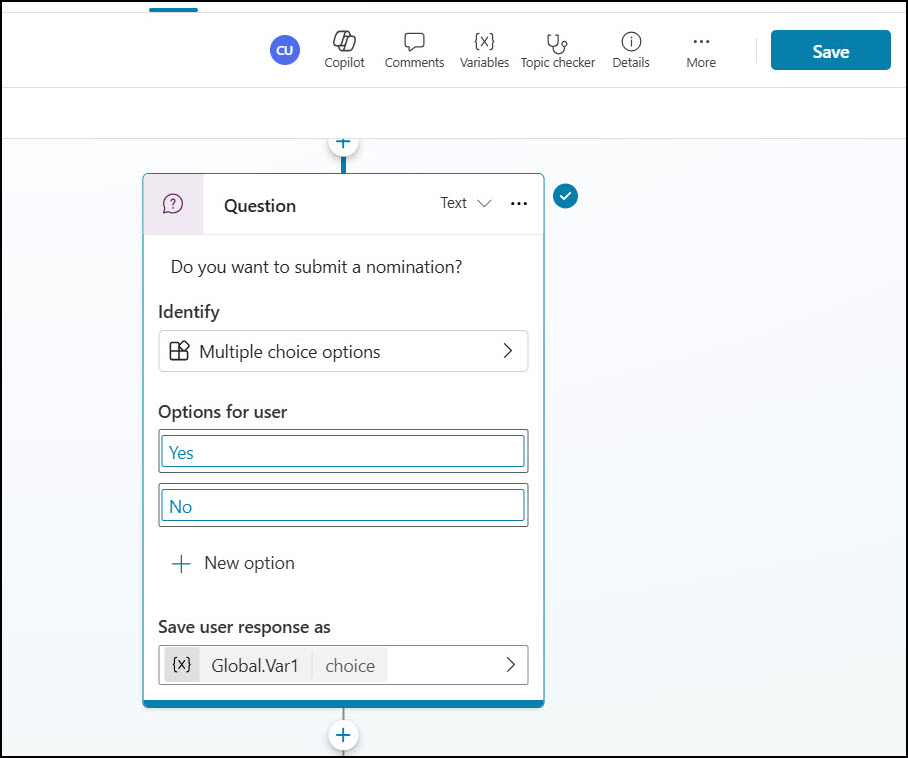 CU
Copilot
Comments
{x}
Variables
Topic checker
Details
More
Save
Question
Text
Do you want to submit a nomination?
Identify
Multiple choice options
Options for user
Yes
No
New option
Save user response as
{x} Global.Var1 choice